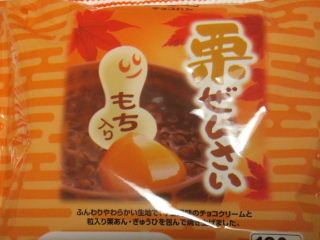 栗ぜんざい
もち
入り
ふんわりやわらかい生地で、
のチョコクリームと
粒入り栗あん・ぎゅうひを包んで焼き上げました。